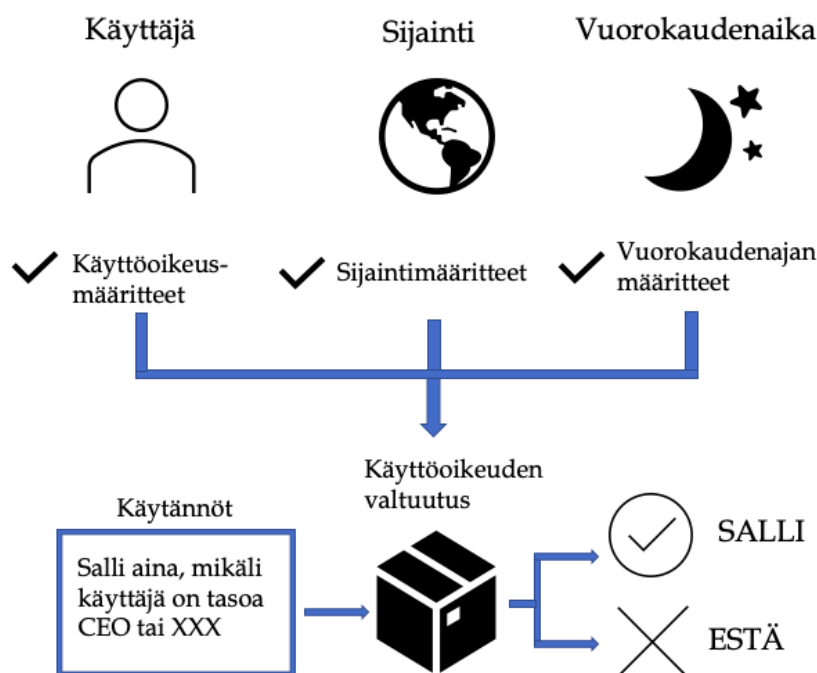 Käyttäjä
Sijainti
Vuorokaudenaika
Käyttöoikeus-
määritteet
Sijaintimääritteet
Vuorokaudenajan
määritteet
Käyttöoikeuden
valtuutus
Käytännöt
Salli aina, mikäli
käyttäjä on tasoa
CEO tai XXX
SALLI
ESTÄ